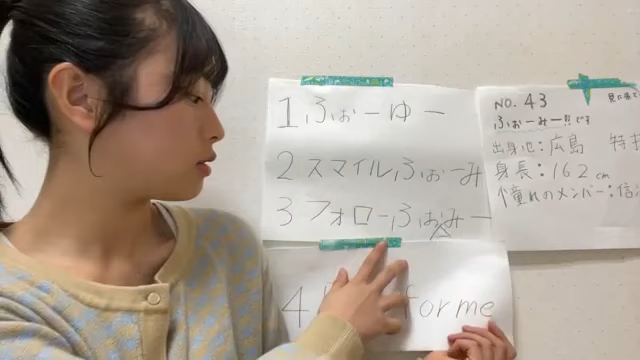 1 ふぉーゆー
2 スマイルふぉーみ
3 フォローふぉみー
4 for me
NO. 43
ふぉーみー!!です
出身地:広島
身長:162cm
憧れのメンバー: